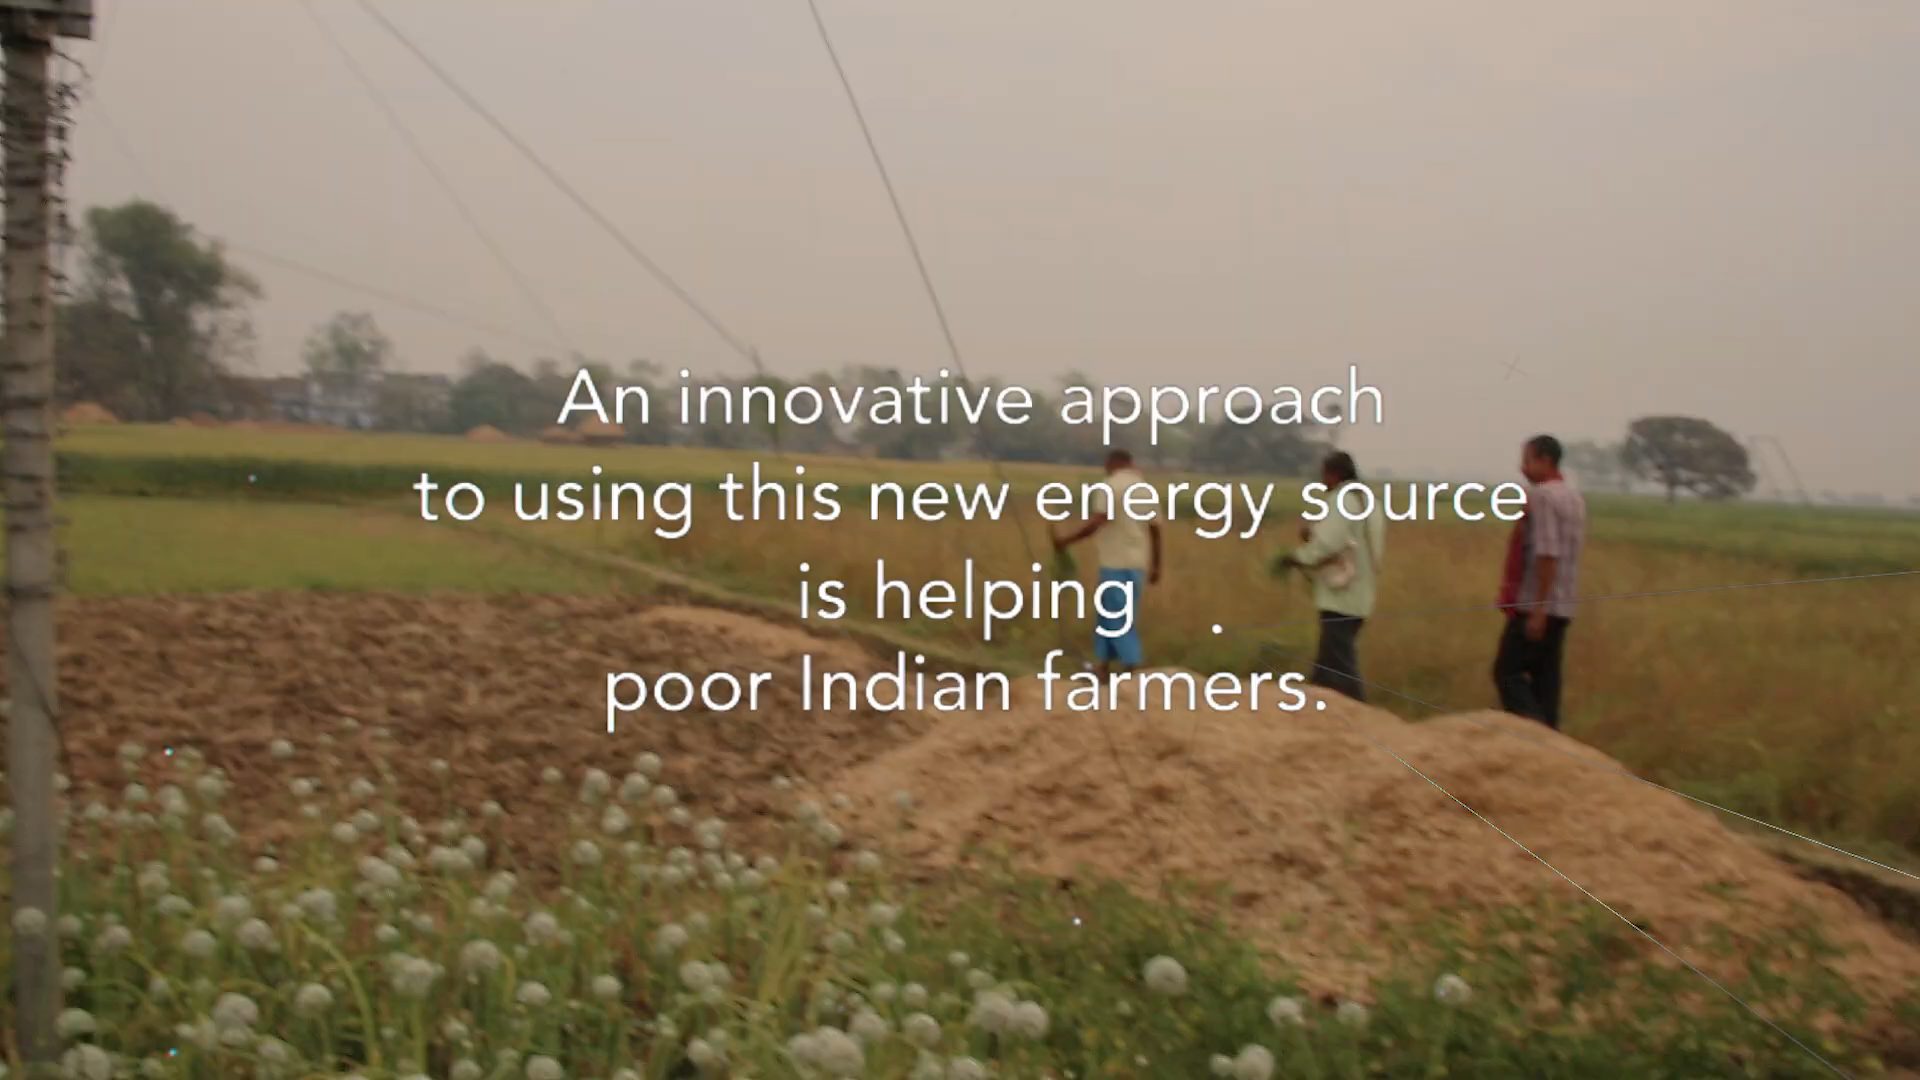 An innovative approach
to using this new energy source
is helping
poor Indian farmers.